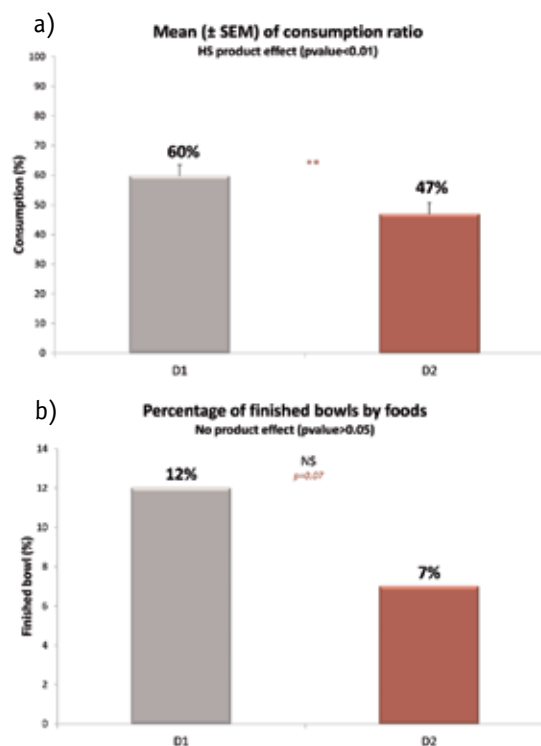 a)
Mean (± SEM) of consumption ratio
HS product effect (pvalue<0.01)
Consumption (%)
100
90
80
70
60
50
40
30
20
10
0
60%
**
47%
D1
D2
b)
Percentage of finished bowls by foods
No product effect (pvalue>0.05)
Finished bowl (%)
14
12
10
8
6
4
2
0
12%
NS
p=0.07
7%
D1
D2